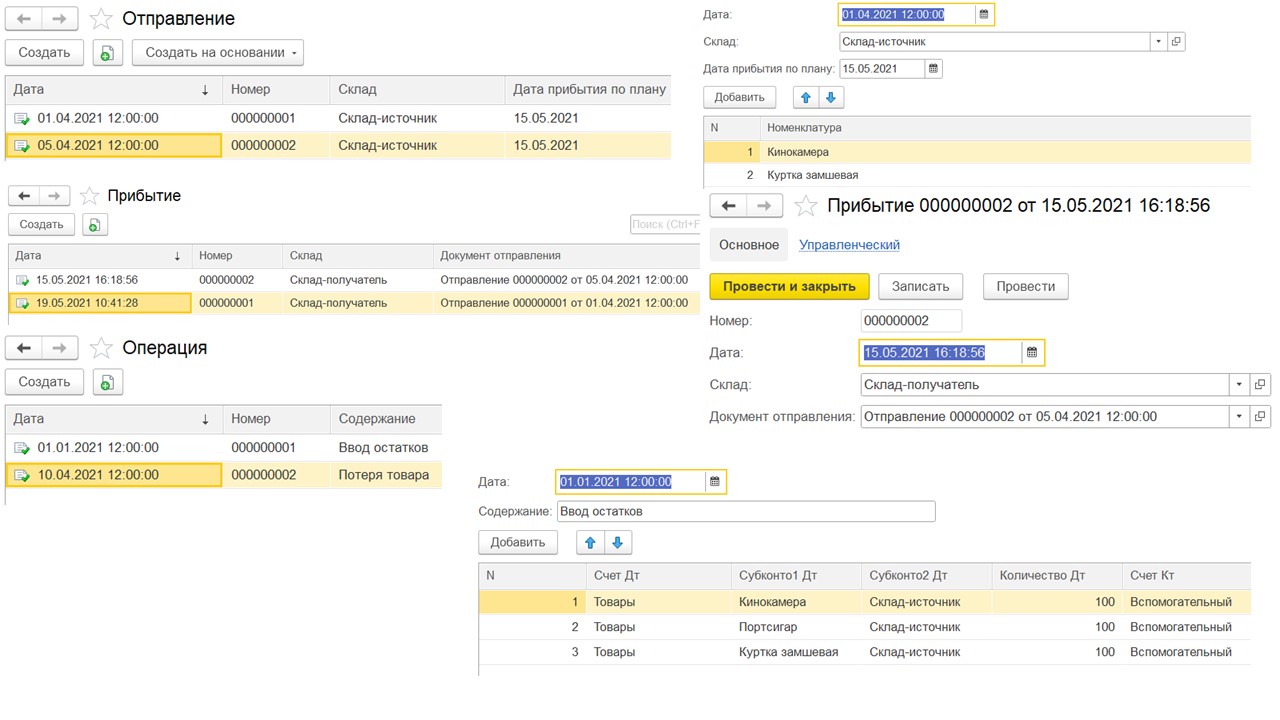 Отправление
Создать
Создать на основании
Дата Номер Склад Дата прибытия по плану
01.04.2021 12:00:00 000000001 Склад-источник 15.05.2021
05.04.2021 12:00:00 000000002 Склад-источник 15.05.2021
Прибытие
Создать
Поиск (Ctrl+F
Дата Номер Склад Документ отправления
15.05.2021 16:18:56 000000002 Склад-получатель Отправление 000000002 от 05.04.2021 12:00:00
19.05.2021 10:41:28 000000001 Склад-получатель Отправление 000000001 от 01.04.2021 12:00:00
Операция
Создать
Дата Номер Содержание
01.01.2021 12:00:00 000000001 Ввод остатков
10.04.2021 12:00:00 000000002 Потеря товара
Дата: 01.04.2021 12:00:00
Склад: Склад-источник
Дата прибытия по плану: 15.05.2021
Добавить
N Номенклатура
1 Кинокамера
2 Куртка замшевая
Прибытие 000000002 от 15.05.2021 16:18:56
Основное Управленческий
Провести и закрыть Записать Провести
Номер: 000000002
Дата: 15.05.2021 16:18:56
Склад: Склад-получатель
Документ отправления: Отправление 000000002 от 05.04.2021 12:00:00
Дата: 01.01.2021 12:00:00
Содержание: Ввод остатков
Добавить
N Счет Дт Субконто1 Дт Субконто2 Дт Количество Дт Счет Кт
1 Товары Кинокамера Склад-источник 100 Вспомогательный
2 Товары Портсигар Склад-источник 100 Вспомогательный
3 Товары Куртка замшевая Склад-источник 100 Вспомогательный